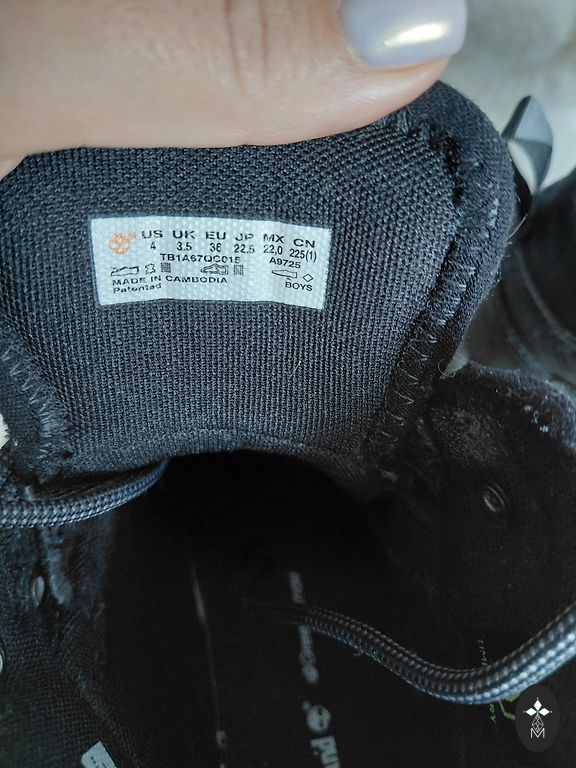 US UK EU JP MX CN
4 3.5 36 22.5 22,0 225(1)
TB1A67QC015 A9725
MADE IN CAMBODIA
Patented BOYS
M